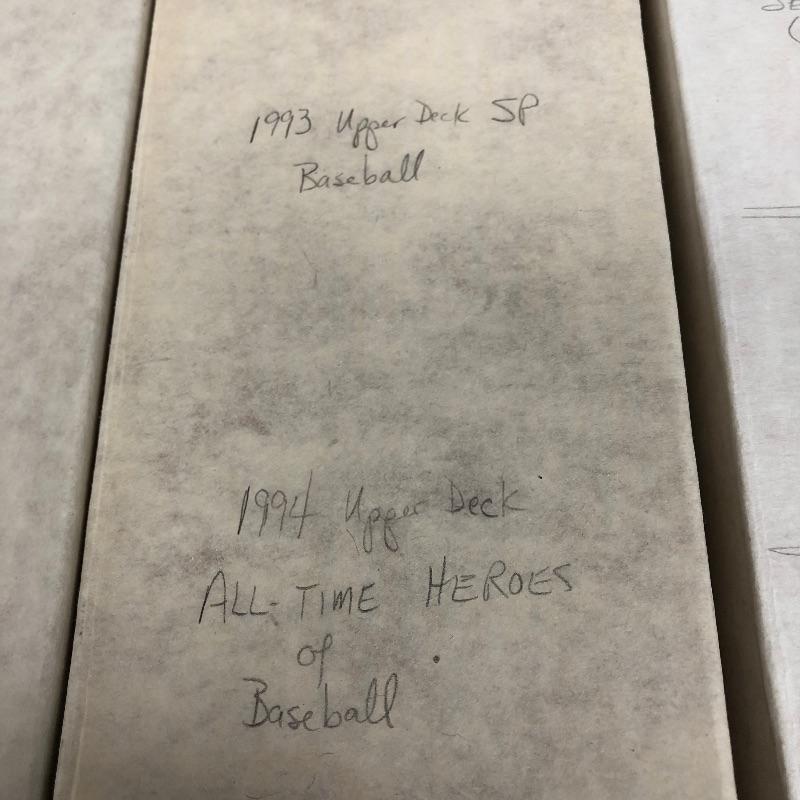 1993 Upper Deck SP
Baseball
1994 Upper Deck
ALL-TIME HEROES
of
Baseball